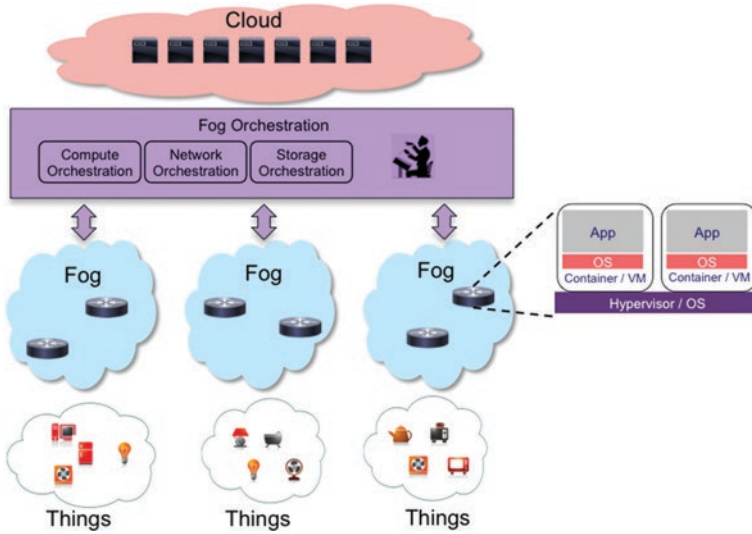 Cloud
Fog Orchestration
Compute
Orchestration
Network
Orchestration
Storage
Orchestration
Fog
Fog
Fog
App
OS
Container / VM
App
OS
Container / VM
Hypervisor / OS
Things
Things
Things